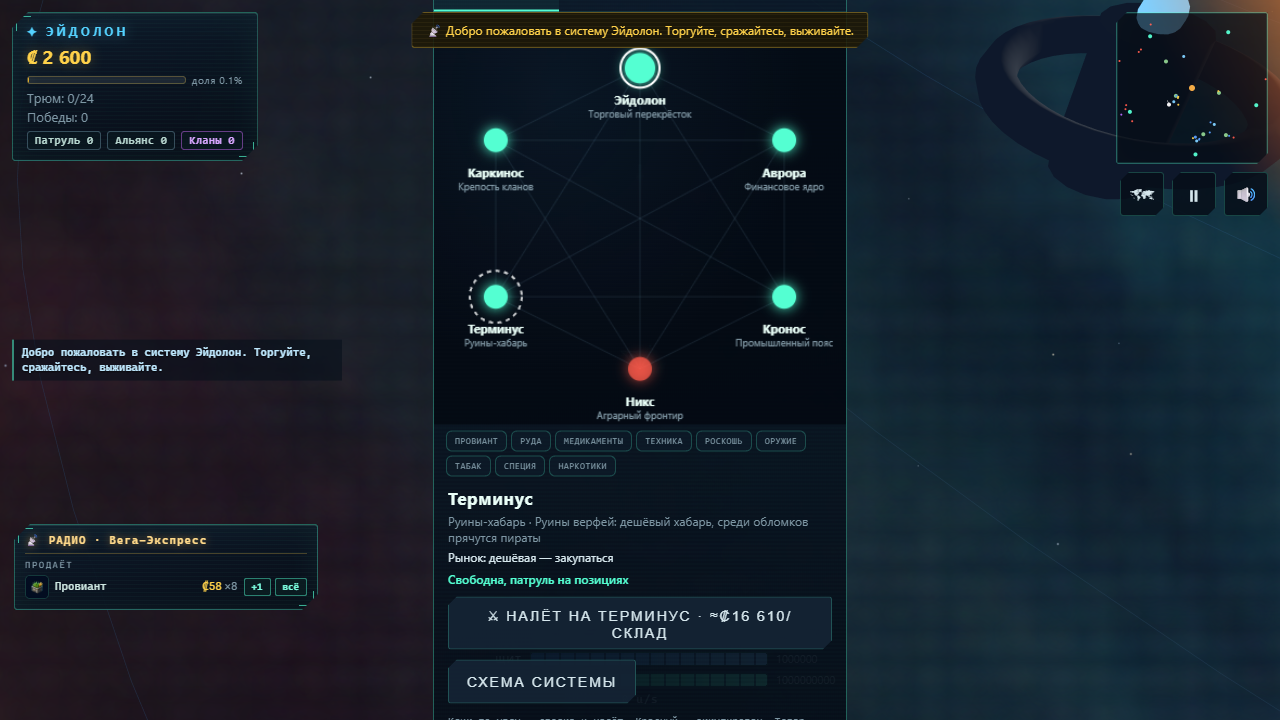 ✦ ЭЙДОЛОН
₡ 2 600
доля 0.1%
Трюм: 0/24
Победы: 0
Патруль 0 Альянс 0 Кланы 0
Добро пожаловать в систему Эйдолон. Торгуйте, сражайтесь, выживайте.
Эйдолон
Торговый перекрёсток
Каркинос
Крепость кланов
Аврора
Финансовое ядро
Терминус
Руины-хабарь
Кронос
Промышленный пояс
Никс
Аграрный фронтир
Добро пожаловать в систему Эйдолон. Торгуйте,
сражайтесь, выживайте.
РАДИО · Вега-Экспресс
ПРОДАЁТ
Провиант ₡58 ×8 +1 всё
ПРОВИАНТ РУДА МЕДИКАМЕНТЫ ТЕХНИКА РОСКОШЬ ОРУЖИЕ
ТАБАК СПЕЦИЯ НАРКОТИКИ
Терминус
Руины-хабарь · Руины верфей: дешёвый хабарь, среди обломков
прячутся пираты
Рынок: дешёвая — закупаться
Свободна, патруль на позициях
⚔ НАЛЁТ НА ТЕРМИНУС · ≈₡16 610/
СКЛАД
СХЕМА СИСТЕМЫ